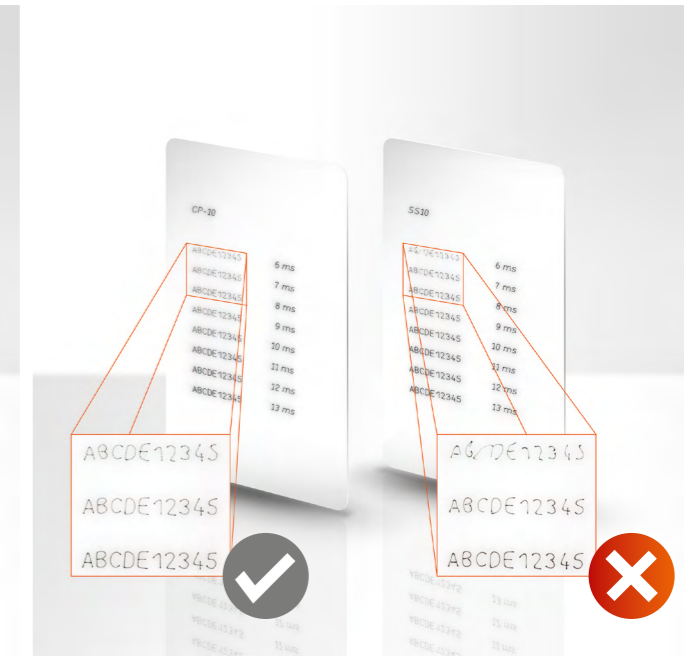 CP-10
ABCDE12345 6 ms
ABCDE12345 7 ms
ABCDE12345 8 ms
ABCDE12345 9 ms
ABCDE12345 10 ms
ABCDE12345 11 ms
ABCDE12345 12 ms
ABCDE12345 13 ms
ABCDE12345
ABCDE12345
ABCDE12345
SS10
6 ms
ABCDE12345 7 ms
ABCDE12345 8 ms
ABCDE12345 9 ms
ABCDE12345 10 ms
ABCDE12345 11 ms
ABCDE12345 12 ms
ABCDE12345 13 ms
ABCDE12345
ABCDE12345